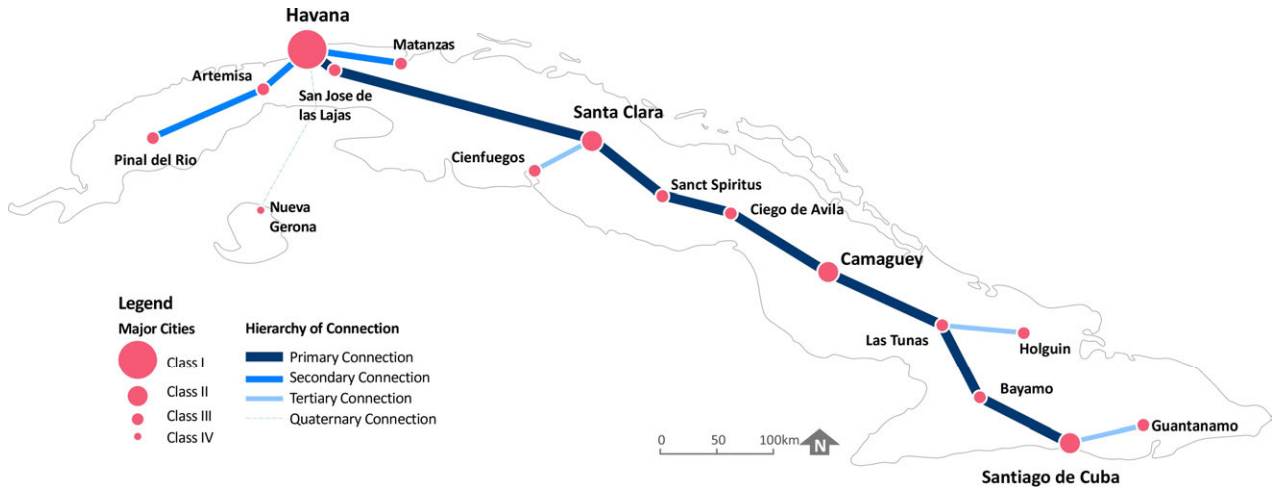 Havana
Matanzas
Artemisa
San Jose de
las Lajas
Santa Clara
Pinal del Rio
Cienfuegos
Sanct Spiritus
Ciego de Avila
Nueva
Gerona
Camaguey
Legend
Major Cities
Class I
Class II
Class III
Class IV
Hierarchy of Connection
Primary Connection
Secondary Connection
Tertiary Connection
Quaternary Connection
Las Tunas
Holguin
Bayamo
Guantanamo
0 50 100km
N
Santiago de Cuba